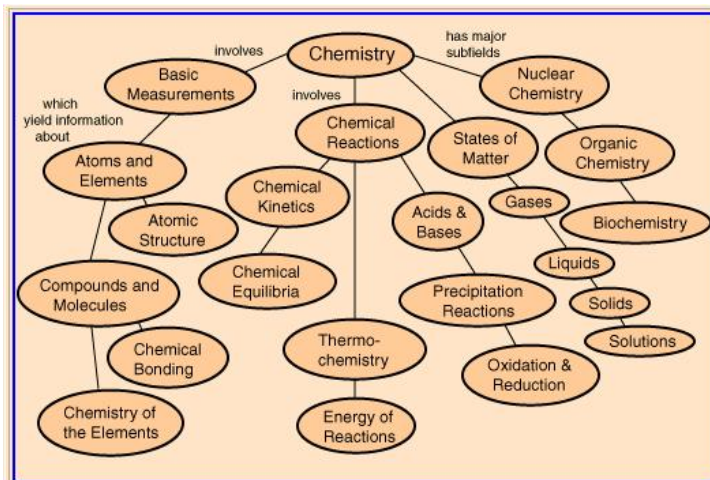 Chemistry
involves
has major
subfields
Basic
Measurements
involves
Nuclear
Chemistry
which
yield information
about
Chemical
Reactions
States of
Matter
Organic
Chemistry
Atoms and
Elements
Chemical
Kinetics
Gases
Acids &
Bases
Biochemistry
Atomic
Structure
Chemical
Equilibria
Liquids
Compounds and
Molecules
Precipitation
Reactions
Solids
Chemical
Bonding
Thermo-
chemistry
Solutions
Oxidation &
Reduction
Chemistry of
the Elements
Energy of
Reactions